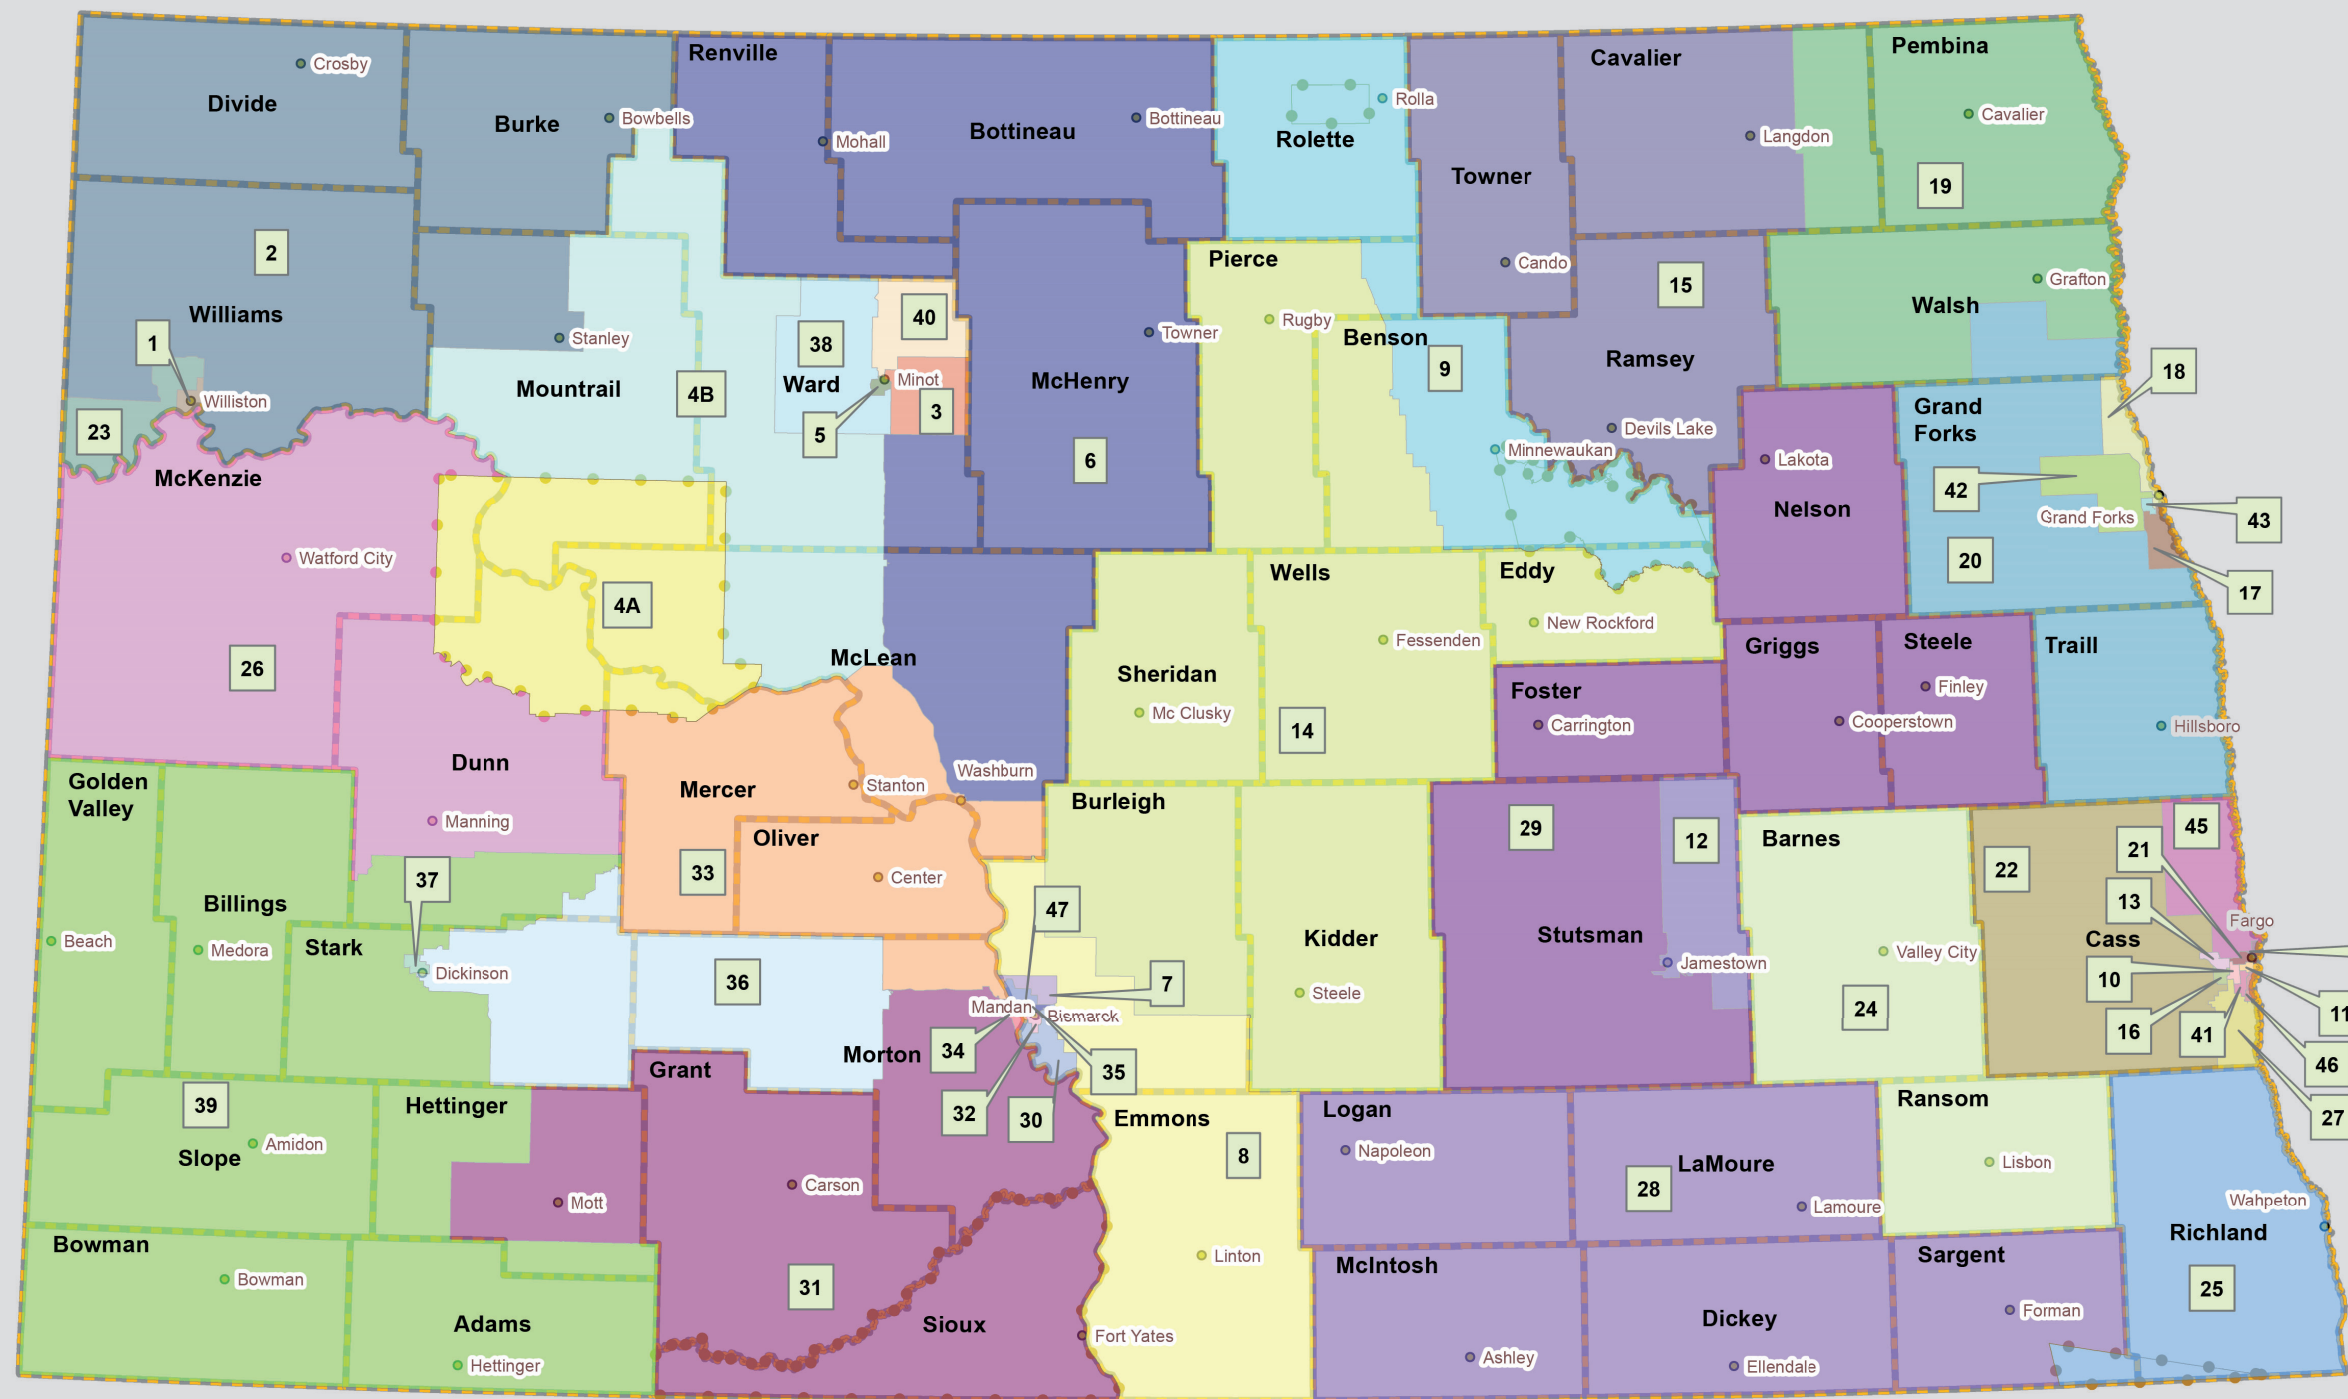 Crosby
Divide
Burke
Bowbells
Renville
Mohall
Bottineau
Bottineau
Rolla
Rolette
Towner
Cavalier
Langdon
Pembina
Cavalier
19
2
Williams
1
Williston
23
Stanley
Mountrail
4B
38
40
Ward
Minot
5
3
McHenry
Towner
6
Pierce
Rugby
Benson
9
Cando
15
Ramsey
Devils Lake
Minnewaukan
Walsh
Grafton
18
Grand
Forks
42
Grand Forks
43
20
17
Lakota
Nelson
McKenzie
Watford City
26
4A
McLean
Sheridan
Mc Clusky
Wells
Fessenden
14
Eddy
New Rockford
Foster
Carrington
Griggs
Cooperstown
Steele
Finley
Traill
Hillsboro
Golden
Valley
Dunn
Manning
Mercer
Stanton
Washburn
Oliver
33
Center
Burleigh
37
Billings
Medora
Beach
Stark
Dickinson
36
47
7
Mandan
Bismarck
34
Morton
35
32
30
Kidder
Steele
29
12
Stutsman
Jamestown
Barnes
Valley City
24
22
45
21
13
Fargo
Cass
10
11
16
41
46
27
39
Slope
Amidon
Hettinger
Mott
Grant
Carson
31
Sioux
Fort Yates
Emmons
8
Linton
Logan
Napoleon
28
LaMoure
Lamoure
Ransom
Lisbon
Wahpeton
Richland
25
Bowman
Bowman
Adams
Hettinger
McIntosh
Ashley
Dickey
Ellendale
Sargent
Forman